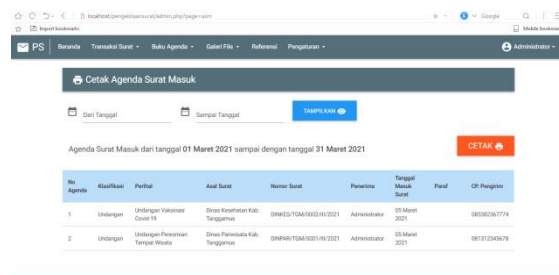 localhost/pengelolaansurat/admin.php?page=asm
Google
Import bookmarks
Mobile bookmarks
PS Beranda Transaksi Surat Buku Agenda Galeri File Referensi Pengaturan Administrator
Cetak Agenda Surat Masuk
Dari Tanggal Sampai Tanggal TAMPILKAN
Agenda Surat Masuk dari tanggal 01 Maret 2021 sampai dengan tanggal 31 Maret 2021 CETAK
No Agenda Klasifikasi Perihal Asal Surat Nomor Surat Penerima Tanggal Masuk Surat Paraf CP. Pengirim
1 Undangan Undangan Vaksinasi Covid-19 Dinas Kesehatan Kab. Tanggamus DINKES/TGM/0002/III/2021 Administrator 05 Maret 2021 085382367774
2 Undangan Undangan Peresmian Tempat Wisata Dinas Pariwisata Kab. Tanggamus DINPAR/TGM/0001/III/2021 Administrator 05 Maret 2021 081312345678